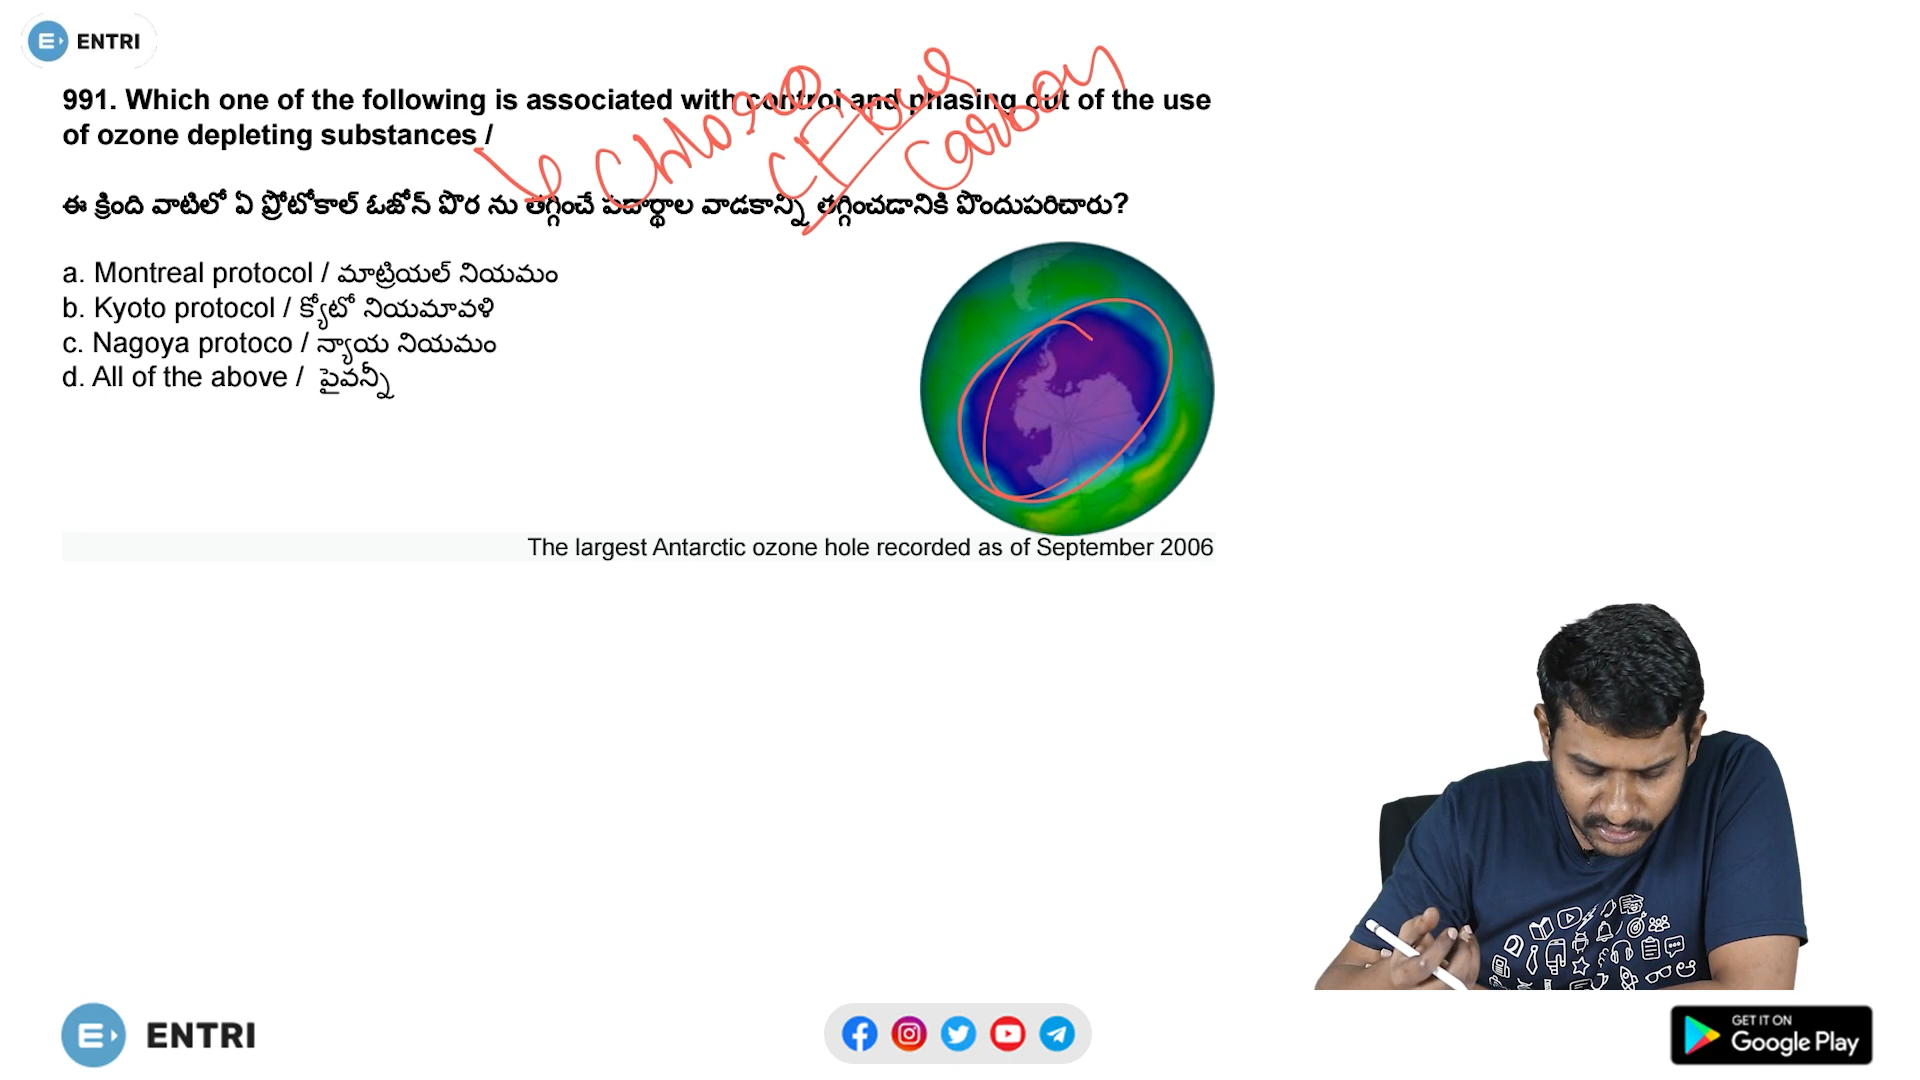 ENTRI
991. Which one of the following is associated with control and phasing out of the use
of ozone depleting substances /
Chloro
CFours
Carbon
ఈ క్రింది వాటిలో ఏ ప్రోటోకాల్ ఓజోన్ పొర ను తగ్గించే పదార్థాల వాడకాన్ని తగ్గించడానికి పొందుపరిచారు?
a. Montreal protocol / మాట్రియల్ నియమం
b. Kyoto protocol / క్యోటో నియమావళి
c. Nagoya protoco / న్యాయ నియమం
d. All of the above / పైవన్నీ
The largest Antarctic ozone hole recorded as of September 2006
ENTRI
GET IT ON
Google Play